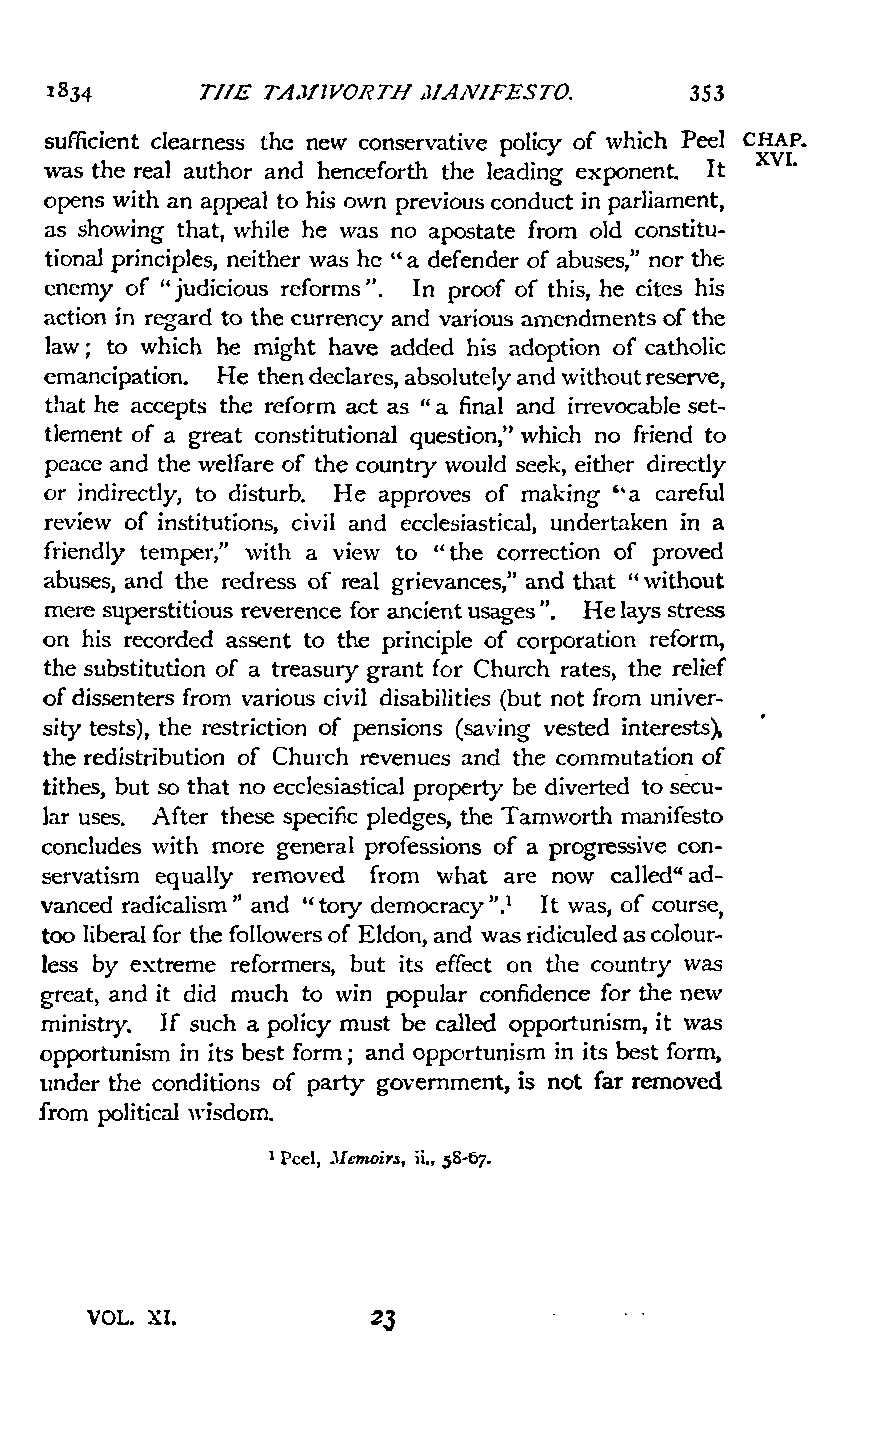 1834 THE TAMWORTH MANIFESTO. 353
sufficient clearness the new conservative policy of which Peel CHAP.
was the real author and henceforth the leading exponent. It XVI.
opens with an appeal to his own previous conduct in parliament,
as showing that, while he was no apostate from old constitu-
tional principles, neither was he “a defender of abuses,” nor the
enemy of “judicious reforms”. In proof of this, he cites his
action in regard to the currency and various amendments of the
law; to which he might have added his adoption of catholic
emancipation. He then declares, absolutely and without reserve,
that he accepts the reform act as “a final and irrevocable set-
tlement of a great constitutional question,” which no friend to
peace and the welfare of the country would seek, either directly
or indirectly, to disturb. He approves of making “a careful
review of institutions, civil and ecclesiastical, undertaken in a
friendly temper,” with a view to “the correction of proved
abuses, and the redress of real grievances,” and that “without
mere superstitious reverence for ancient usages”. He lays stress
on his recorded assent to the principle of corporation reform,
the substitution of a treasury grant for Church rates, the relief
of dissenters from various civil disabilities (but not from univer-
sity tests), the restriction of pensions (saving vested interests),
the redistribution of Church revenues and the commutation of
tithes, but so that no ecclesiastical property be diverted to secu-
lar uses. After these specific pledges, the Tamworth manifesto
concludes with more general professions of a progressive con-
servatism equally removed from what are now called “ad-
vanced radicalism” and “tory democracy”.¹ It was, of course,
too liberal for the followers of Eldon, and was ridiculed as colour-
less by extreme reformers, but its effect on the country was
great, and it did much to win popular confidence for the new
ministry. If such a policy must be called opportunism, it was
opportunism in its best form; and opportunism in its best form,
under the conditions of party government, is not far removed
from political wisdom.
¹ Peel, Memoirs, ii., 58-67.
VOL. XI. 23